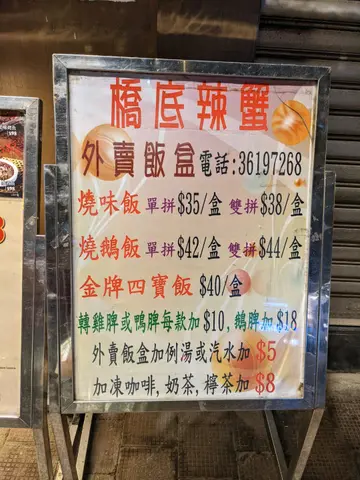 橋底辣蟹
外賣飯盒電話:36197268
燒味飯單拼$35/盒 雙拼$38/盒
燒鵝飯單拼$42/盒 雙拼$44/盒
金牌四寶飯$40/盒
轉雞脾或鴨脾每款加$10,鵝脾加$18
外賣飯盒加例湯或汽水加$5
加凍咖啡,奶茶,檸茶加$8